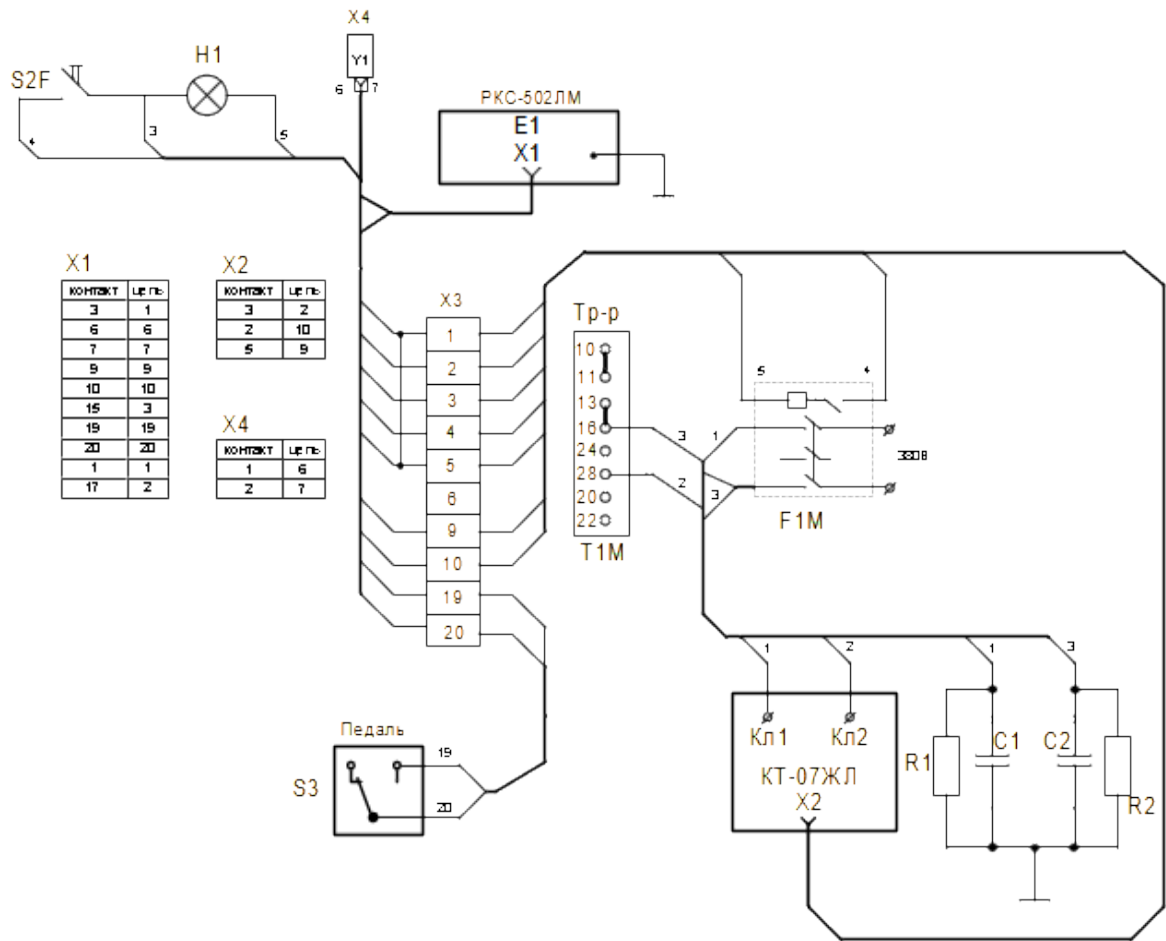 X4
H1
Y1
S2F
6 7
4
3
5
РКС-502ЛМ
E1
X1
X1
контакт цепь
3 1
6 6
7 7
9 9
10 10
15 3
19 19
20 20
1 1
17 2
X2
контакт цепь
3 2
2 10
5 9
X4
контакт цепь
1 6
2 7
X3
1
2
3
4
5
6
9
10
19
20
Тр-р
10
11
13
16
24
28
20
22
Т1М
3
2
1
3
5
4
380В
F1M
1
2
1
3
Кл1
Кл2
КТ-07ЖЛ
X2
R1
C1
C2
R2
Педаль
S3
19
20